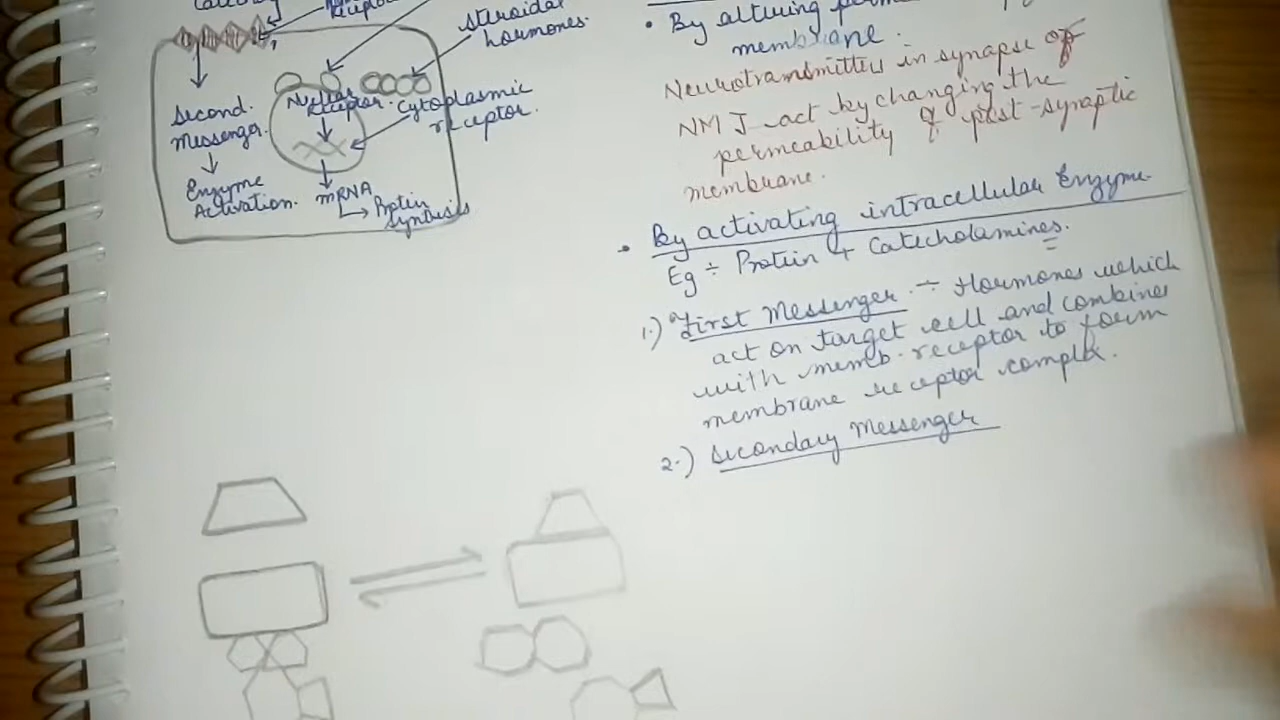 receptor
steroidal
hormones.
Second
Messenger.
Enzyme
Activation.
Nuclear
receptor.
Cytoplasmic
receptor.
mRNA
Protein
Synthesis
• By altering
membrane.
Neurotransmitters in synapse of
NMJ act by changing the
permeability of post-synaptic
membrane.
• By activating intracellular Enzyme
Eg ÷ Protein + Catecholamines.
1.) First Messenger ÷ Hormones which
act on target cell and combines
with memb. receptor to form
membrane receptor complex.
2.) Secondary Messenger